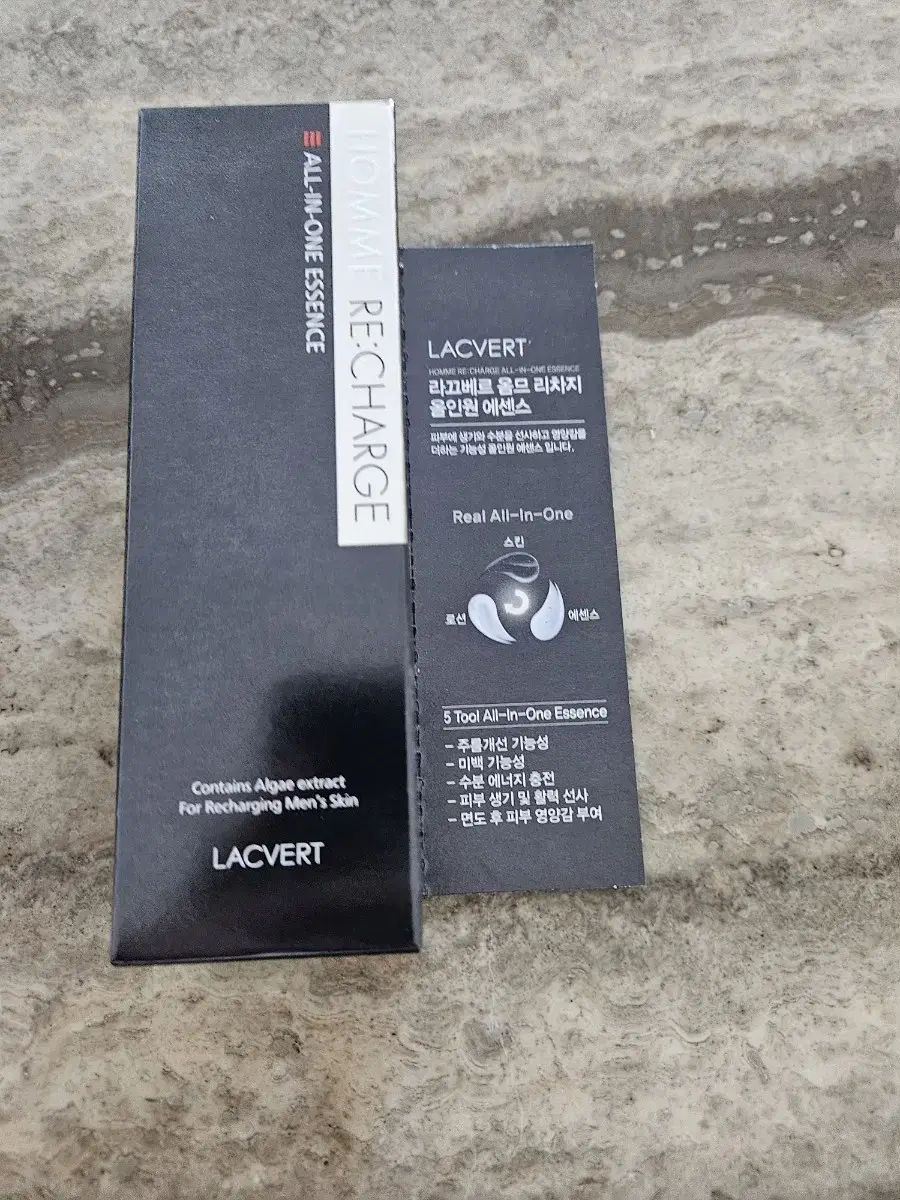 HOMME RE:CHARGE
ALL-IN-ONE ESSENCE
Contains Algae extract
For Recharging Men's Skin
LACVERT
LACVERT
HOMME RE:CHARGE ALL-IN-ONE ESSENCE
라끄베르 옴므 리차지
올인원 에센스
피부에 생기와 수분을 선사하고 영양감을
더하는 기능성 올인원 에센스 입니다.
Real All-In-One
스킨
로션
에센스
5 Tool All-In-One Essence
- 주름개선 기능성
- 미백 기능성
- 수분 에너지 충전
- 피부 생기 및 활력 선사
- 면도 후 피부 영양감 부여